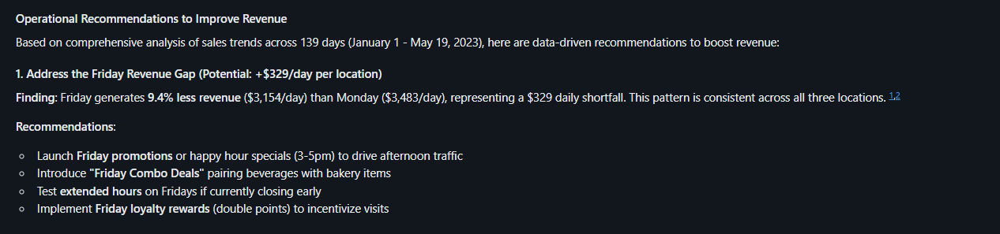 Operational Recommendations to Improve Revenue
Based on comprehensive analysis of sales trends across 139 days (January 1 - May 19, 2023), here are data-driven recommendations to boost revenue:
1. Address the Friday Revenue Gap (Potential: +$329/day per location)
Finding: Friday generates 9.4% less revenue ($3,154/day) than Monday ($3,483/day), representing a $329 daily shortfall. This pattern is consistent across all three locations. 1,2
Recommendations:
○ Launch Friday promotions or happy hour specials (3-5pm) to drive afternoon traffic
○ Introduce "Friday Combo Deals" pairing beverages with bakery items
○ Test extended hours on Fridays if currently closing early
○ Implement Friday loyalty rewards (double points) to incentivize visits